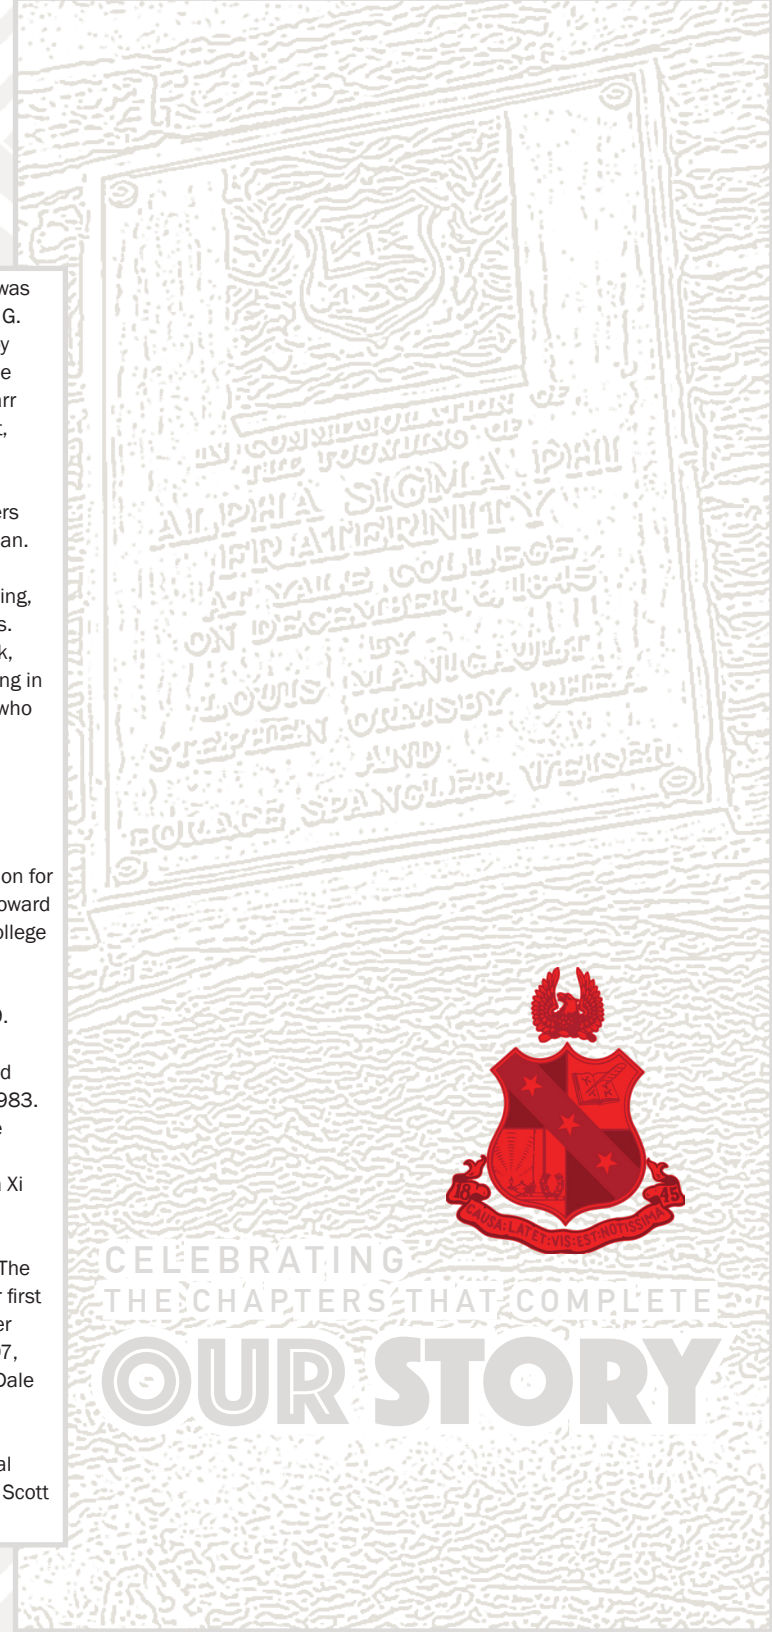 was
G.
y
e
arr
t,
ers
an.
ing,
s.
k,
ng in
who
on for
oward
ollege
9.
d
983.
e
a Xi
The
r first
er
07,
Dale
al
Scott
IN COMMEMORATION OF
THE FOUNDING OF
ALPHA SIGMA PHI
FRATERNITY
AT YALE COLLEGE
ON DECEMBER 6, 1845
BY
LOUIS MANIGAULT
STEPHEN ORMSBY RHEA
AND
HORACE SPANGLER WEISER
18 45
CAUSA:LATET:VIS:EST:NOTISSIMA
CELEBRATING
THE CHAPTERS THAT COMPLETE
OUR STORY